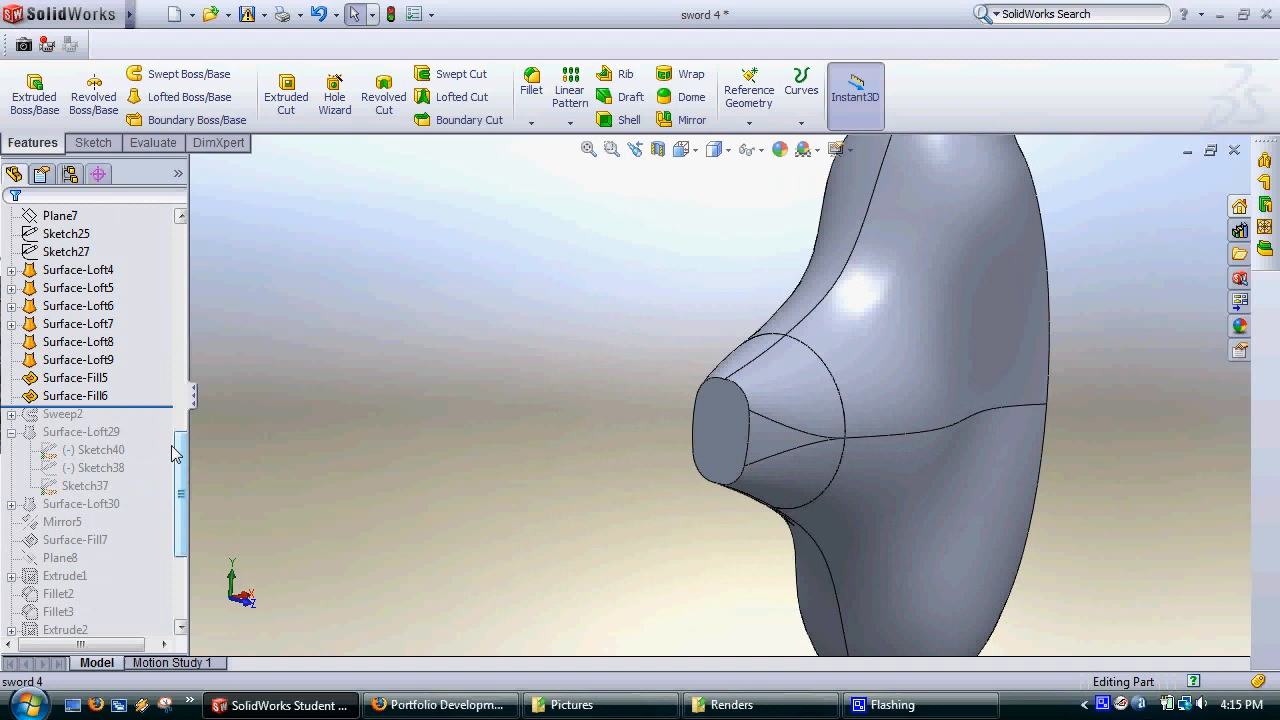 SolidWorks
sword 4 *
SolidWorks Search
Extruded Boss/Base
Revolved Boss/Base
Swept Boss/Base
Lofted Boss/Base
Boundary Boss/Base
Extruded Cut
Hole Wizard
Revolved Cut
Swept Cut
Lofted Cut
Boundary Cut
Fillet
Linear Pattern
Rib
Draft
Shell
Wrap
Dome
Mirror
Reference Geometry
Curves
Instant3D
Features Sketch Evaluate DimXpert
Plane7
Sketch25
Sketch27
Surface-Loft4
Surface-Loft5
Surface-Loft6
Surface-Loft7
Surface-Loft8
Surface-Loft9
Surface-Fill5
Surface-Fill6
Sweep2
Surface-Loft29
(-) Sketch40
(-) Sketch38
Sketch37
Surface-Loft30
Mirror5
Surface-Fill7
Plane8
Extrude1
Fillet2
Fillet3
Extrude2
Y
X
Z
Model Motion Study 1
sword 4 Editing Part
SolidWorks Student ... Portfolio Developm... Pictures Renders Flashing 4:15 PM